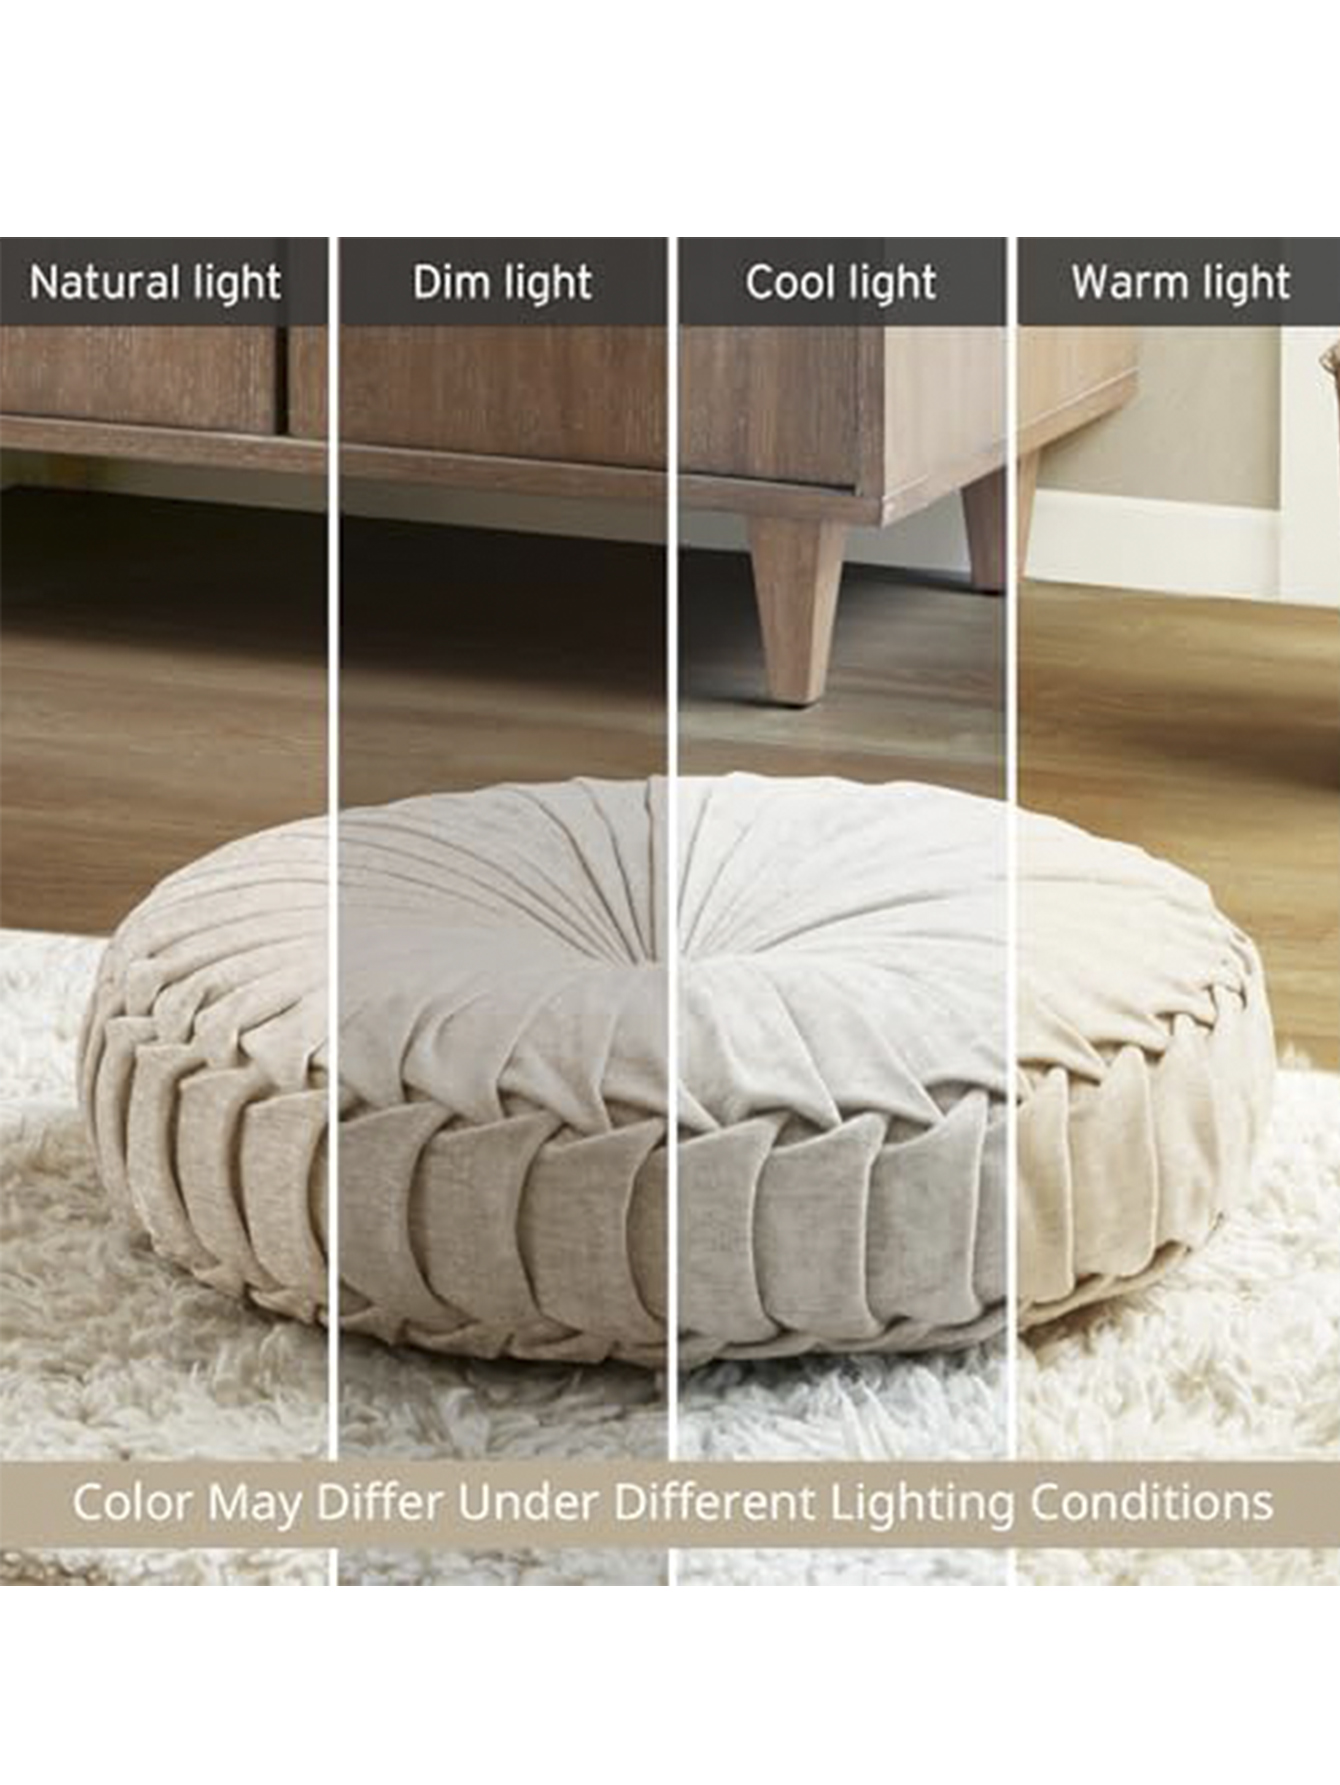 Natural light
Dim light
Cool light
Warm light
Color May Differ Under Different Lighting Conditions